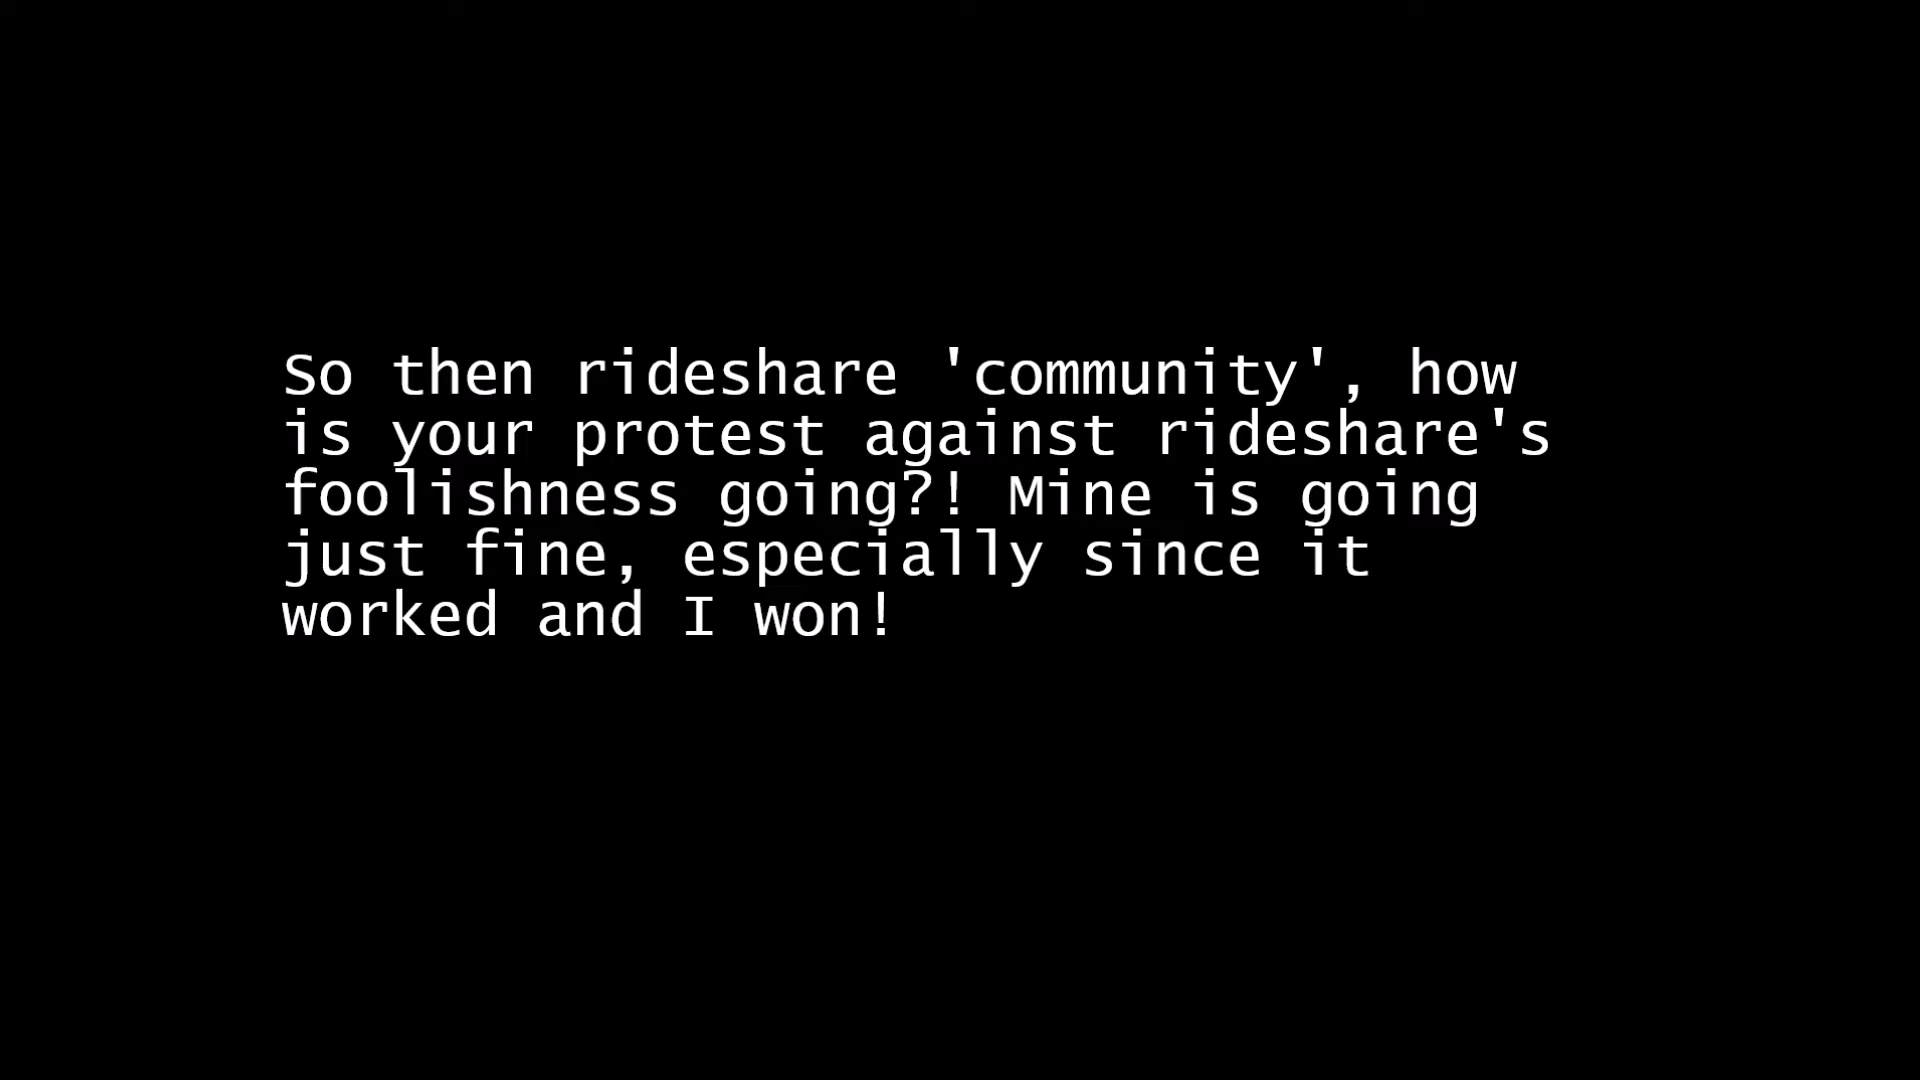 So then rideshare 'community', how
is your protest against rideshare's
foolishness going?! Mine is going
just fine, especially since it
worked and I won!